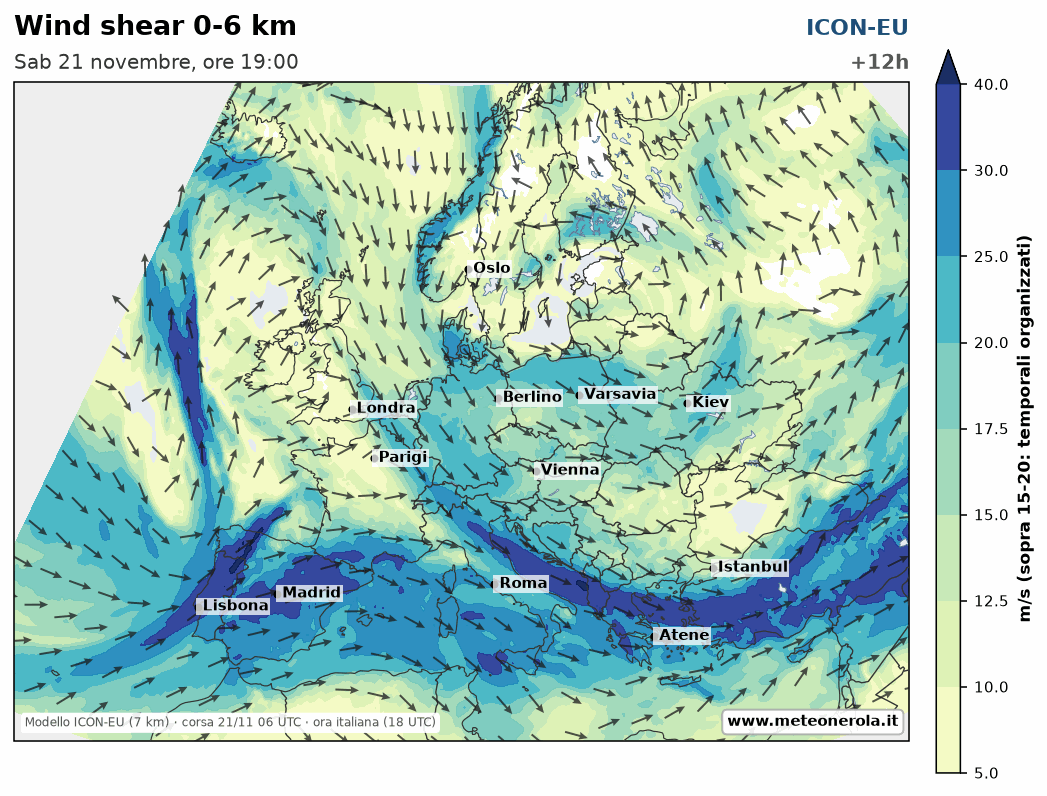 Wind shear 0-6 km
ICON-EU
Sab 21 novembre, ore 19:00
+12h
40.0
30.0
25.0
20.0
17.5
15.0
12.5
10.0
5.0
m/s (sopra 15-20: temporali organizzati)
Oslo
Londra
Berlino
Varsavia
Kiev
Parigi
Vienna
Istanbul
Roma
Madrid
Lisbona
Atene
Modello ICON-EU (7 km) · corsa 21/11 06 UTC · ora italiana (18 UTC)
www.meteonerola.it